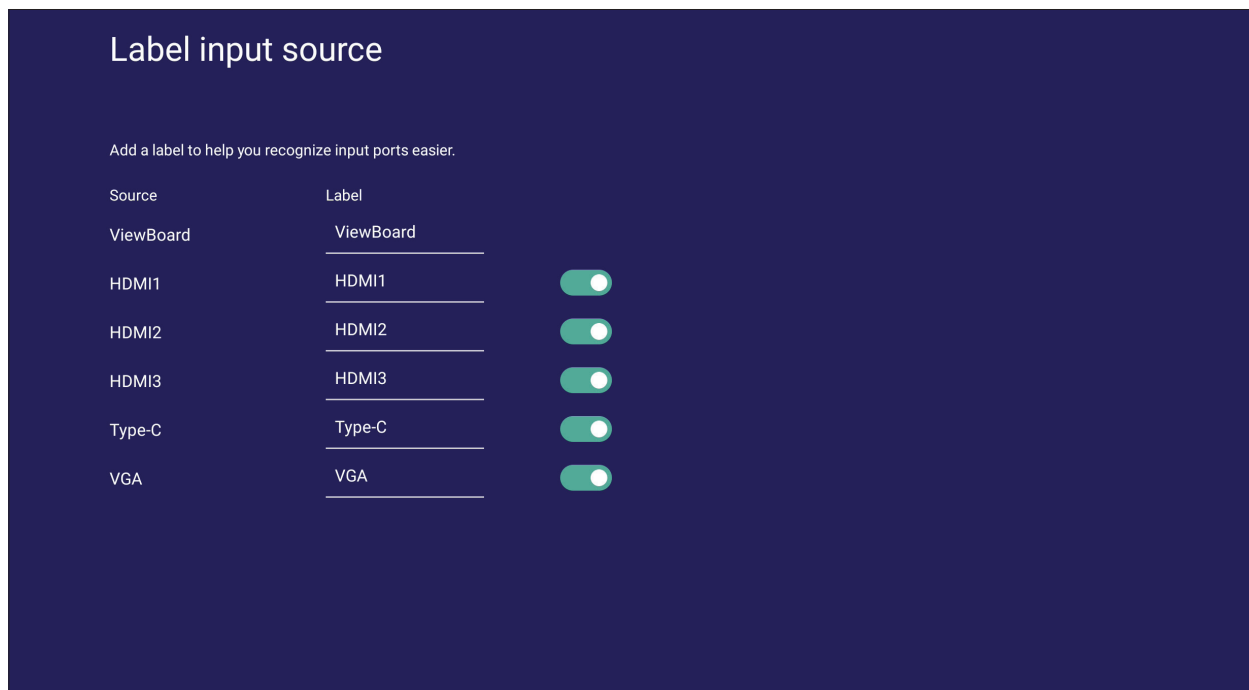 Label input source
Add a label to help you recognize input ports easier.
Source Label
ViewBoard ViewBoard
HDMI1 HDMI1
HDMI2 HDMI2
HDMI3 HDMI3
Type-C Type-C
VGA VGA